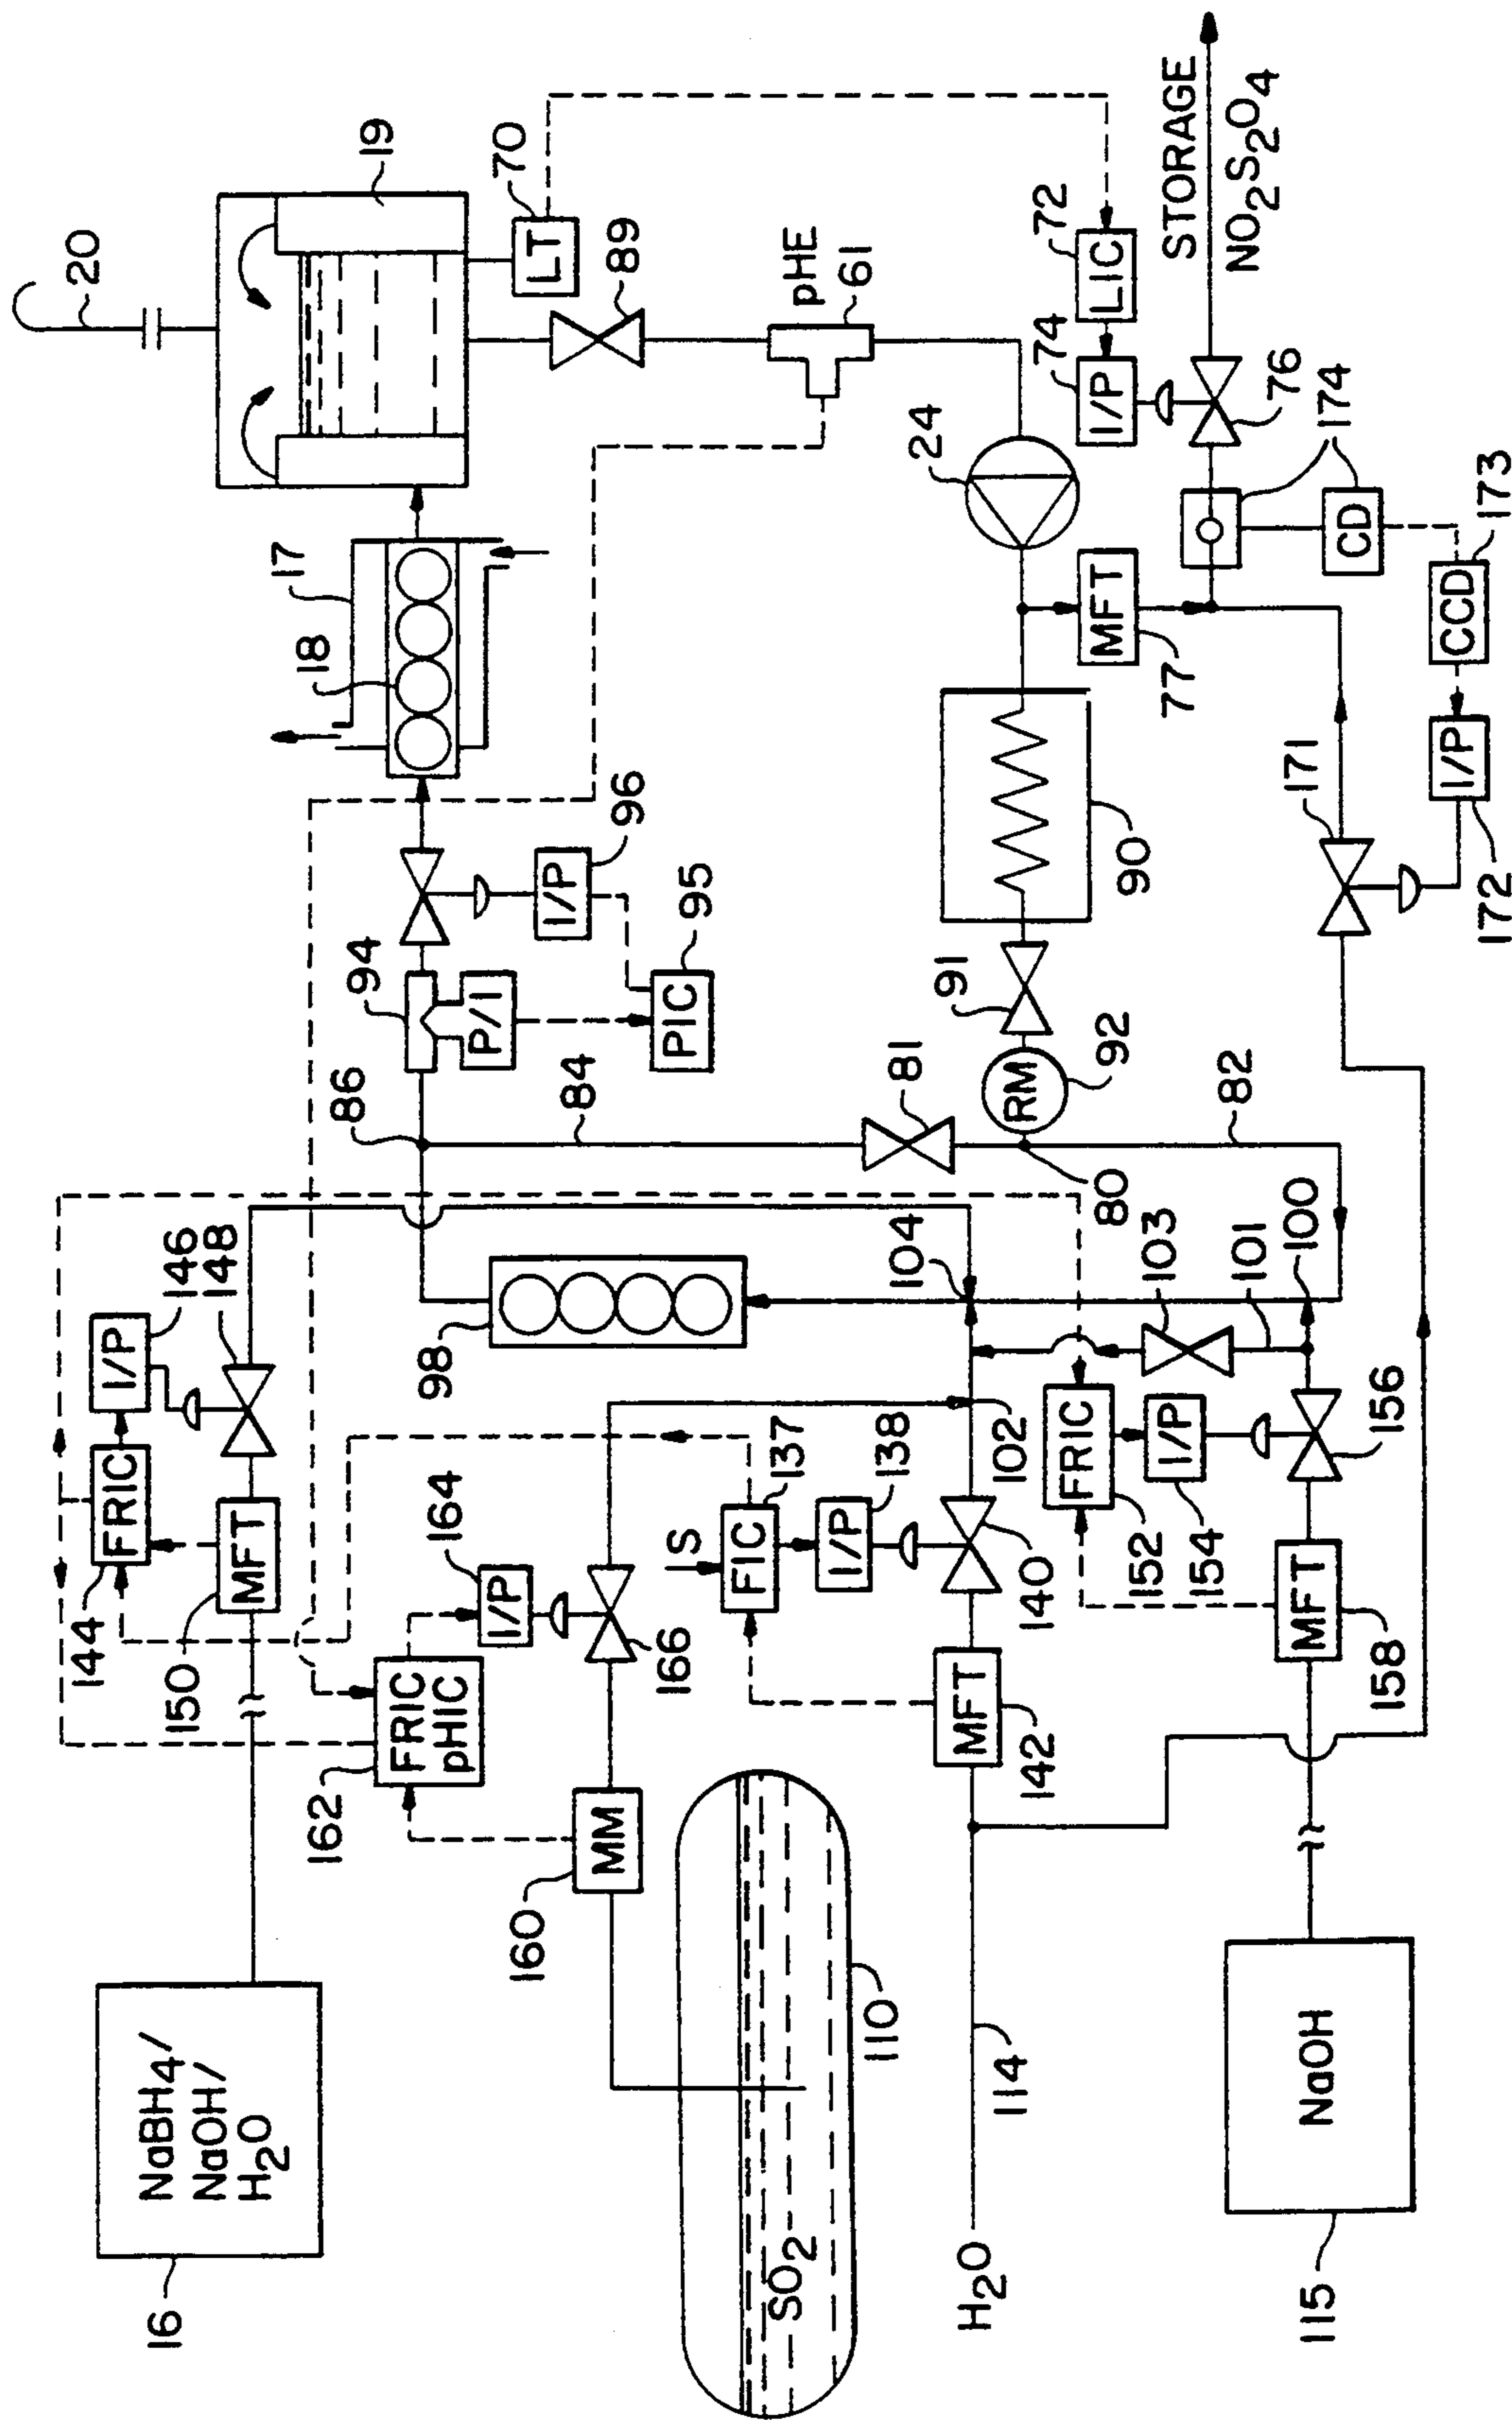 16
NaBH4/
NaOH/
H2O
144
150
MFT
FRIC
I/P
146
148
162
FRIC
pHIC
164
I/P
166
160
MM
SO2
110
S
FIC
137
I/P
138
140
102
MFT
142
H2O
114
115
NaOH
MFT
158
FRIC
152
I/P
154
156
103
101
100
104
98
86
84
81
80
82
RM
92
91
90
94
P/I
PIC
95
I/P
96
17
18
19
20
LT
70
89
pHE
61
24
LIC
72
I/P
74
76
MFT
77
174
CD
CCD
173
I/P
172
171
STORAGE
NO2S2O4